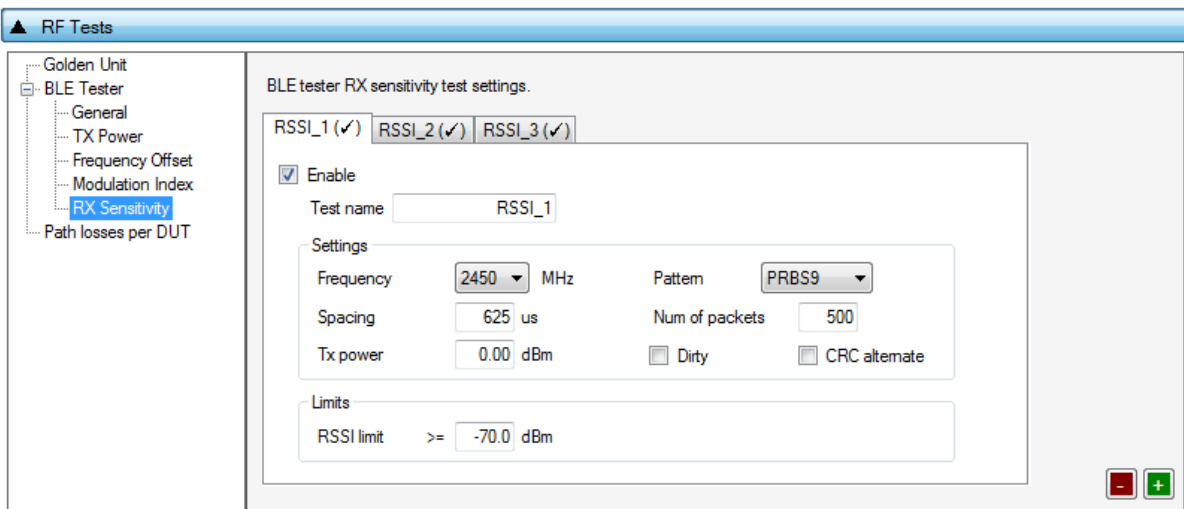 ▲ RF Tests
Golden Unit
BLE Tester
General
TX Power
Frequency Offset
Modulation Index
RX Sensitivity
Path losses per DUT
BLE tester RX sensitivity test settings.
RSSI_1 (✓) RSSI_2 (✓) RSSI_3 (✓)
Enable
Test name RSSI_1
Settings
Frequency 2450 MHz Pattern PRBS9
Spacing 625 us Num of packets 500
Tx power 0.00 dBm Dirty CRC alternate
Limits
RSSI limit >= -70.0 dBm
- +